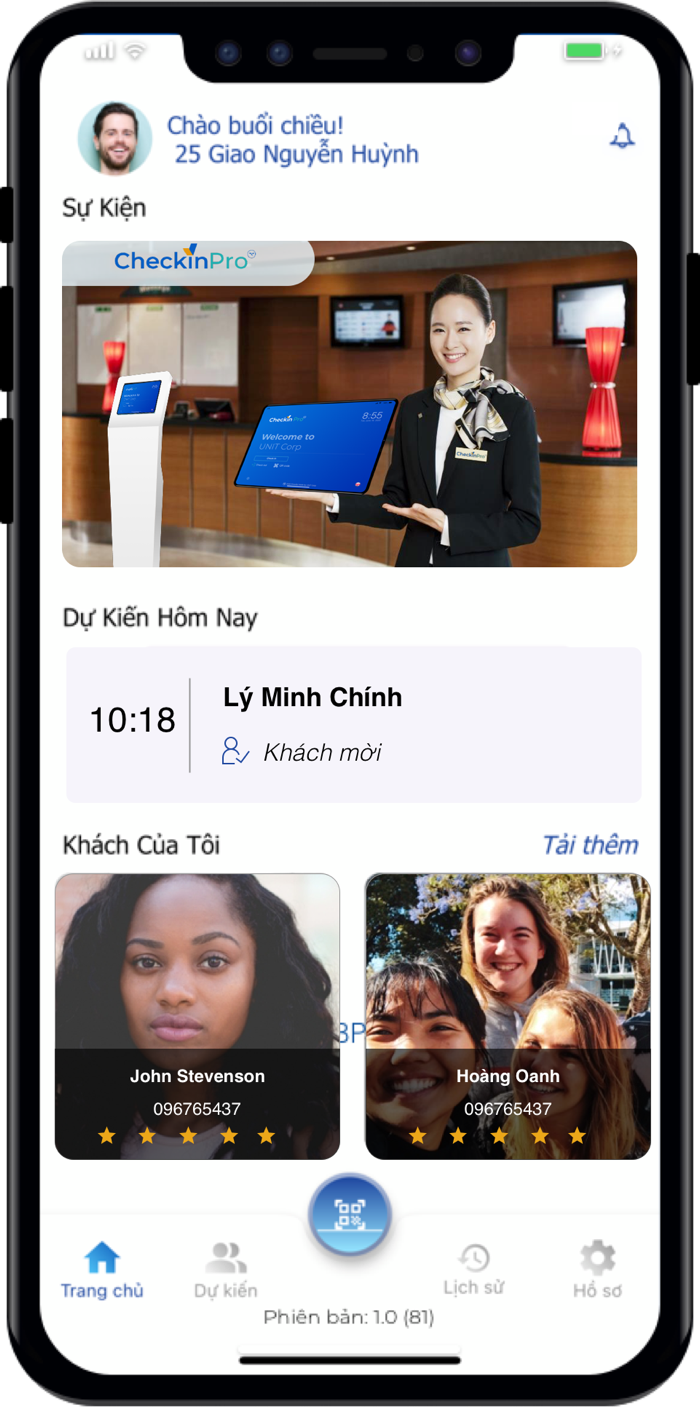 Chào buổi chiều!
25 Giao Nguyễn Huỳnh
Sự Kiện
CheckinPro
CheckinPro
8:55
Welcome to
UNIT Corp
CheckinPro
Dự Kiến Hôm Nay
10:18
Lý Minh Chính
Khách mời
Khách Của Tôi
Tải thêm
BP
John Stevenson
096765437
Hoàng Oanh
096765437
Trang chủ
Dự kiến
Lịch sử
Hồ sơ
Phiên bản: 1.0 (81)